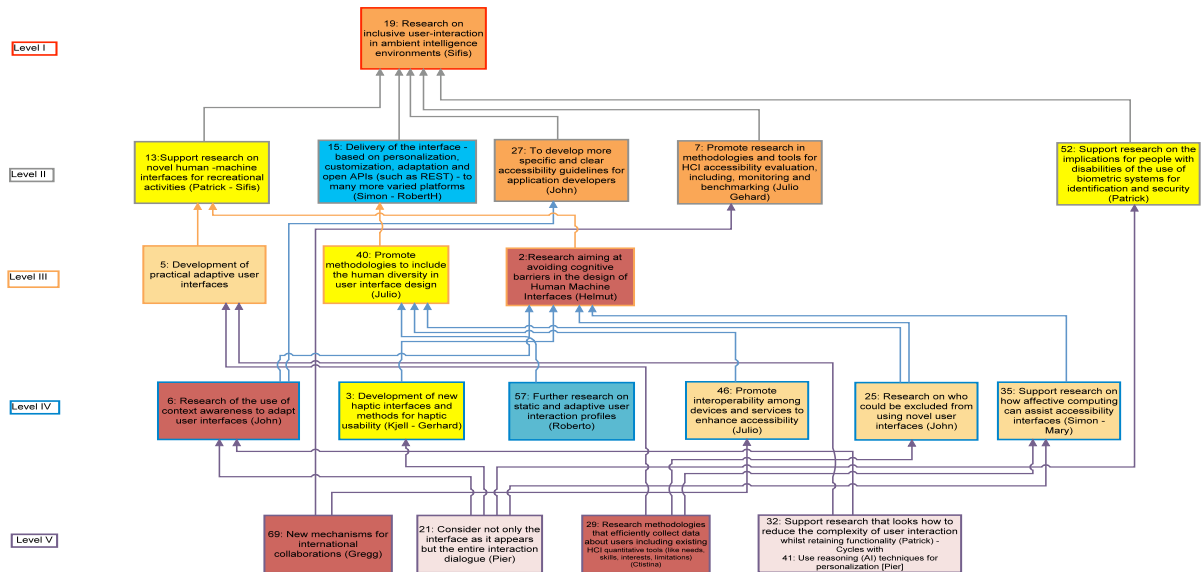 19: Research on
inclusive user-interaction
in ambient intelligence
environments (Sifis)
Level I
13:Support research on
novel human -machine
interfaces for recreational
activities (Patrick - Sifis)
15: Delivery of the interface -
based on personalization,
customization, adaptation and
open APIs (such as REST) - to
many more varied platforms
(Simon - RobertH)
27: To develop more
specific and clear
accessibility guidelines for
application developers
(John)
7: Promote research in
methodologies and tools for
HCI accessibility evaluation,
including, monitoring and
benchmarking (Julio
Gehard)
52: Support research on the
implications for people with
disabilities of the use of
biometric systems for
identification and security
(Patrick)
Level II
5: Development of
practical adaptive user
interfaces
40: Promote
methodologies to include
the human diversity in
user interface design
(Julio)
2:Research aiming at
avoiding cognitive
barriers in the design of
Human Machine
Interfaces (Helmut)
Level III
6: Research of the use of
context awareness to adapt
user interfaces (John)
3: Development of new
haptic interfaces and
methods for haptic
usability (Kjell - Gerhard)
57: Further research on
static and adaptive user
interaction profiles
(Roberto)
46: Promote
interoperability among
devices and services to
enhance accessibility
(Julio)
25: Research on who
could be excluded from
using novel user
interfaces (John)
35: Support research on
how affective computing
can assist accessibility
interfaces (Simon -
Mary)
Level IV
69: New mechanisms for
international
collaborations (Gregg)
21: Consider not only the
interface as it appears
but the entire interaction
dialogue (Pier)
29: Research methodologies
that efficiently collect data
about users including existing
HCI quantitative tools (like needs,
skills, interests, limitations)
(Ctistina)
32: Support research that looks how to
reduce the complexity of user interaction
whilst retaining functionality (Patrick) -
Cycles with
41: Use reasoning (AI) techniques for
personalization [Pier]
Level V